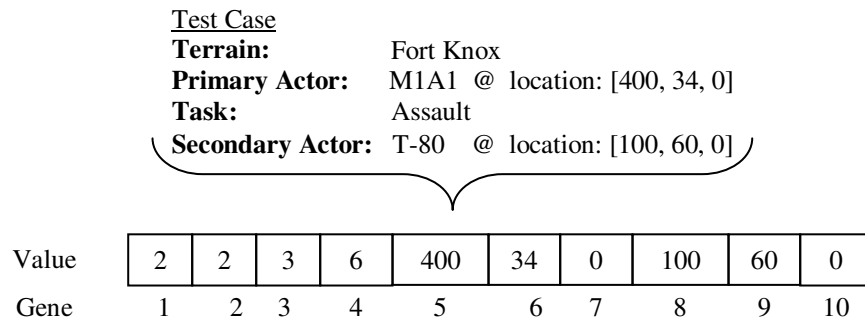 Test Case
Terrain: Fort Knox
Primary Actor: M1A1 @ location: [400, 34, 0]
Task: Assault
Secondary Actor: T-80 @ location: [100, 60, 0]
Value 2 2 3 6 400 34 0 100 60 0
Gene 1 2 3 4 5 6 7 8 9 10